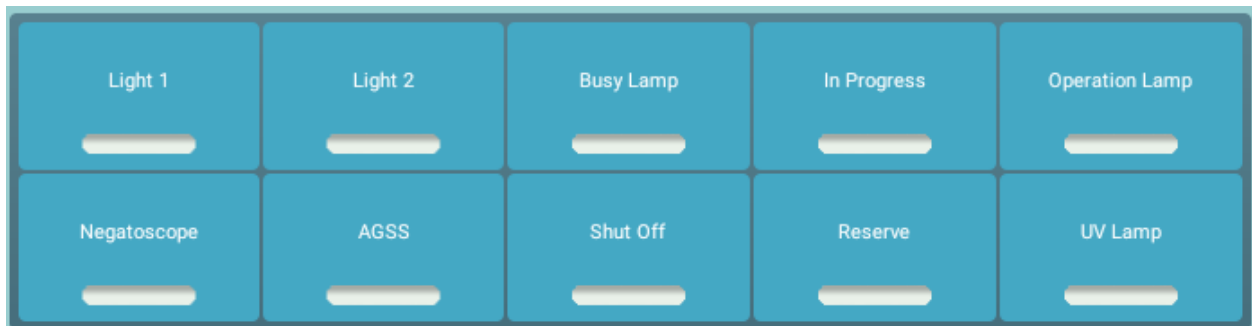 Light 1
Light 2
Busy Lamp
In Progress
Operation Lamp
Negatoscope
AGSS
Shut Off
Reserve
UV Lamp